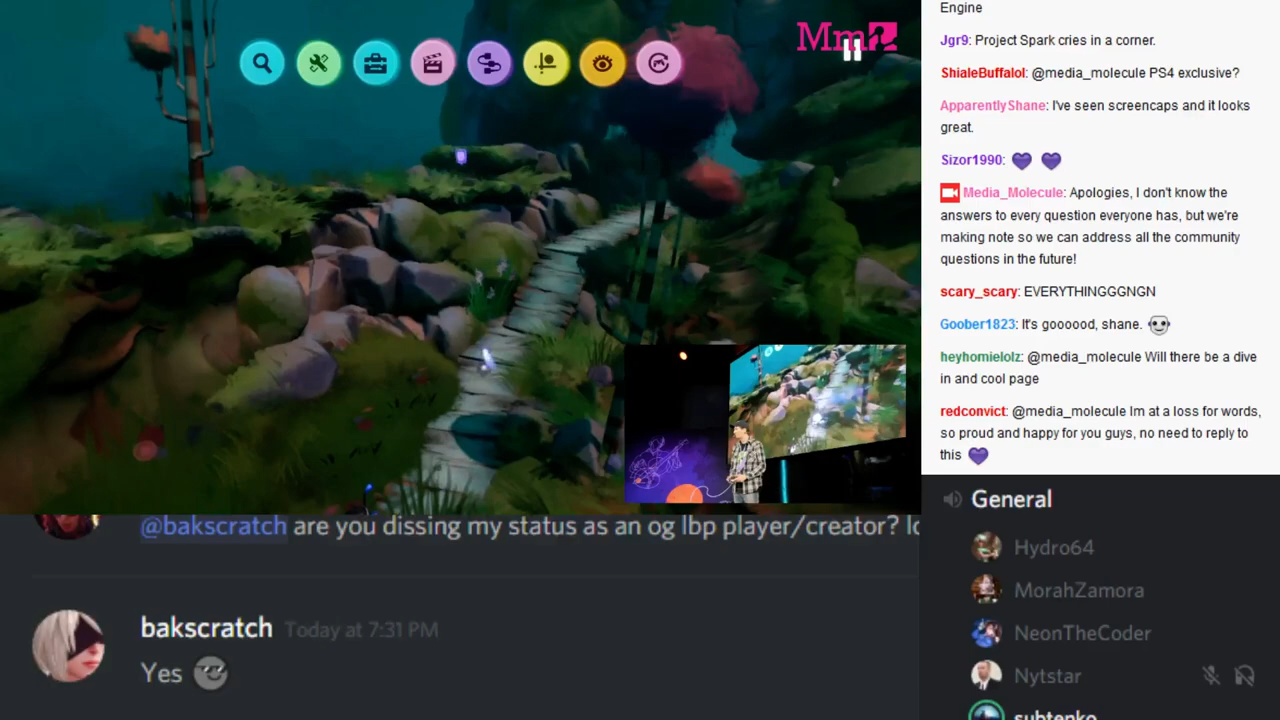 Mm
Engine
Jgr9: Project Spark cries in a corner.
ShialeBuffalol: @media_molecule PS4 exclusive?
ApparentlyShane: I've seen screencaps and it looks
great.
Sizor1990:
Media_Molecule: Apologies, I don't know the
answers to every question everyone has, but we're
making note so we can address all the community
questions in the future!
scary_scary: EVERYTHINGGGNGN
Goober1823: It's goooood, shane.
heyhomielolz: @media_molecule Will there be a dive
in and cool page
redconvict: @media_molecule Im at a loss for words,
so proud and happy for you guys, no need to reply to
this
@bakscratch are you dissing my status as an og lbp player/creator?
bakscratch Today at 7:31 PM
Yes
General
Hydro64
MorahZamora
NeonTheCoder
Nytstar
subtenko